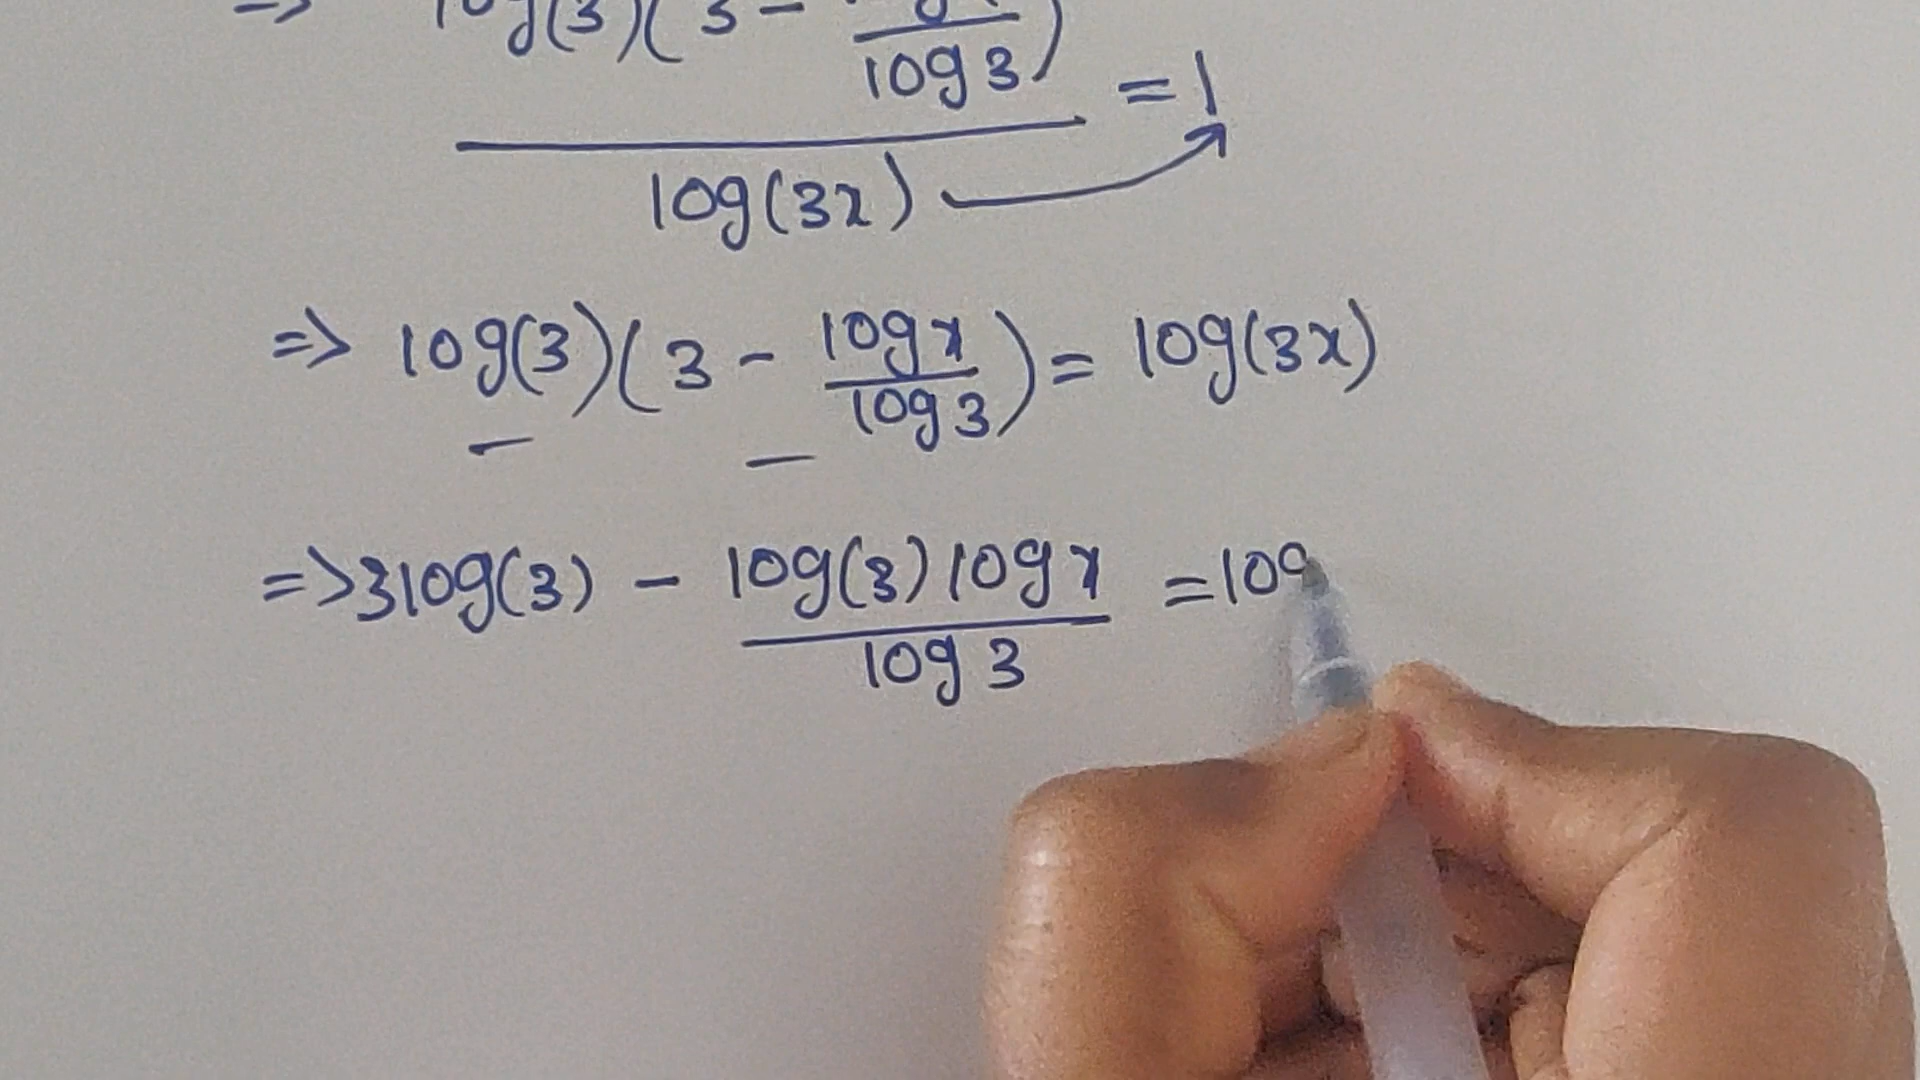 => log(3)(3 -
log 3) = 1
log(3x)
=> log(3)(3 - log x / log 3) = log(3x)
=> 3log(3) - log(3) log x / log 3 = log